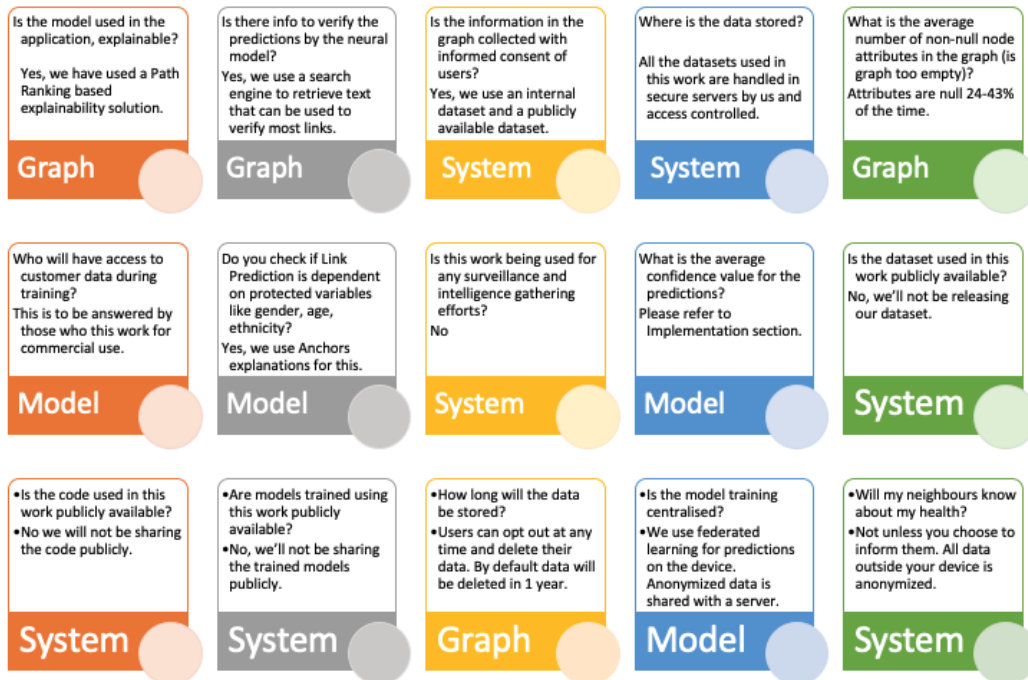 Is the model used in the
application, explainable?
Yes, we have used a Path
Ranking based
explainability solution.
Graph
Is there info to verify the
predictions by the neural
model?
Yes, we use a search
engine to retrieve text
that can be used to
verify most links.
Graph
Is the information in the
graph collected with
informed consent of
users?
Yes, we use an internal
dataset and a publicly
available dataset.
System
Where is the data stored?
All the datasets used in
this work are handled in
secure servers by us and
access controlled.
System
What is the average
number of non-null node
attributes in the graph (is
graph too empty)?
Attributes are null 24-43%
of the time.
Graph
Who will have access to
customer data during
training?
This is to be answered by
those who this work for
commercial use.
Model
Do you check if Link
Prediction is dependent
on protected variables
like gender, age,
ethnicity?
Yes, we use Anchors
explanations for this.
Model
Is this work being used for
any surveillance and
intelligence gathering
efforts?
No
System
What is the average
confidence value for the
predictions?
Please refer to
Implementation section.
Model
Is the dataset used in this
work publicly available?
No, we'll not be releasing
our dataset.
System
•Is the code used in this
work publicly available?
•No we will not be sharing
the code publicly.
System
•Are models trained using
this work publicly
available?
•No, we'll not be sharing
the trained models
publicly.
System
•How long will the data
be stored?
•Users can opt out at any
time and delete their
data. By default data will
be deleted in 1 year.
Graph
•Is the model training
centralised?
•We use federated
learning for predictions
on the device.
Anonymized data is
shared with a server.
Model
•Will my neighbours know
about my health?
•Not unless you choose to
inform them. All data
outside your device is
anonymized.
System